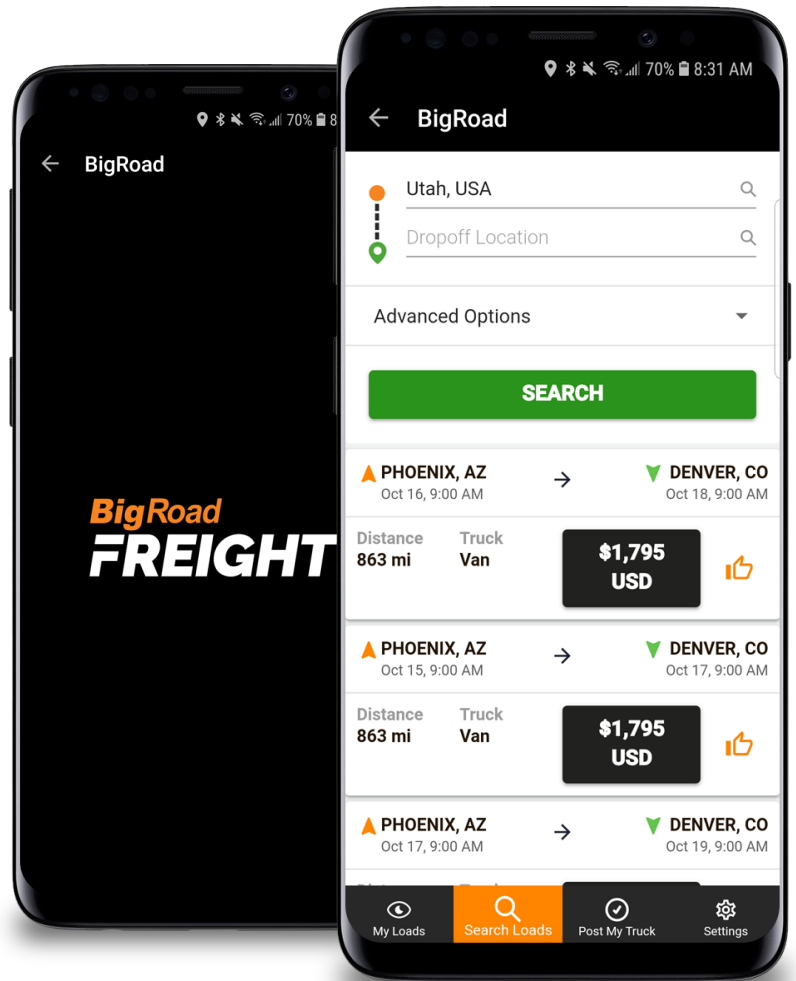 70% 8
BigRoad
BigRoad
FREIGHT
70% 8:31 AM
BigRoad
Utah, USA
Dropoff Location
Advanced Options
SEARCH
PHOENIX, AZ DENVER, CO
Oct 16, 9:00 AM Oct 18, 9:00 AM
Distance Truck
863 mi Van
$1,795
USD
PHOENIX, AZ DENVER, CO
Oct 15, 9:00 AM Oct 17, 9:00 AM
Distance Truck
863 mi Van
$1,795
USD
PHOENIX, AZ DENVER, CO
Oct 17, 9:00 AM Oct 19, 9:00 AM
My Loads Search Loads Post My Truck Settings